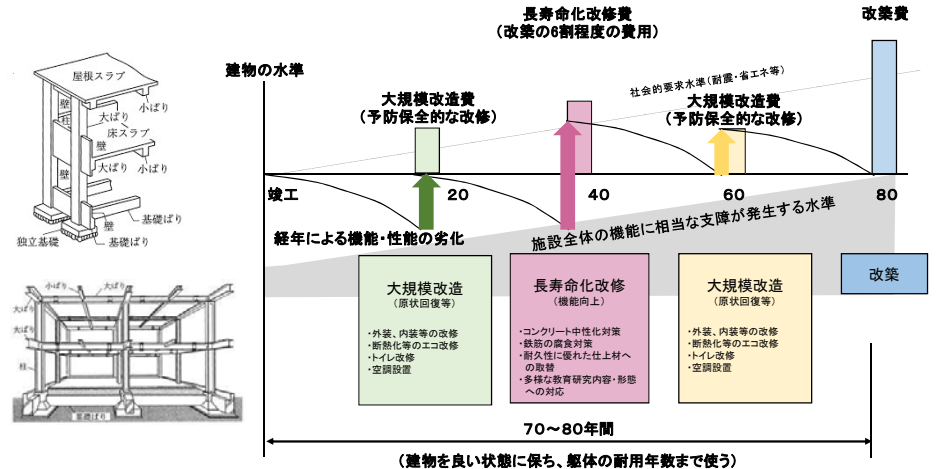 屋根スラブ
壁
柱
小ばり
大ばり
床スラブ
壁
大ばり
小ばり
壁
基礎ばり
壁
独立基礎
基礎ばり
小ばり
大ばり
大ばり
大ばり
柱
基礎ばり
長寿命化改修費
（改築の6割程度の費用）
改築費
建物の水準
社会的要求水準（耐震・省エネ等）
大規模改造費
（予防保全的な改修）
大規模改造費
（予防保全的な改修）
竣工
20
40
60
80
経年による機能・性能の劣化
施設全体の機能に相当な支障が発生する水準
大規模改造
（原状回復等）
・外装、内装等の改修
・断熱化等のエコ改修
・トイレ改修
・空調設置
長寿命化改修
（機能向上）
・コンクリート中性化対策
・鉄筋の腐食対策
・耐久性に優れた仕上材へ
の取替
・多様な教育研究内容・形態
への対応
大規模改造
（原状回復等）
・外装、内装等の改修
・断熱化等のエコ改修
・トイレ改修
・空調設置
改築
70～80年間
（建物を良い状態に保ち、躯体の耐用年数まで使う）